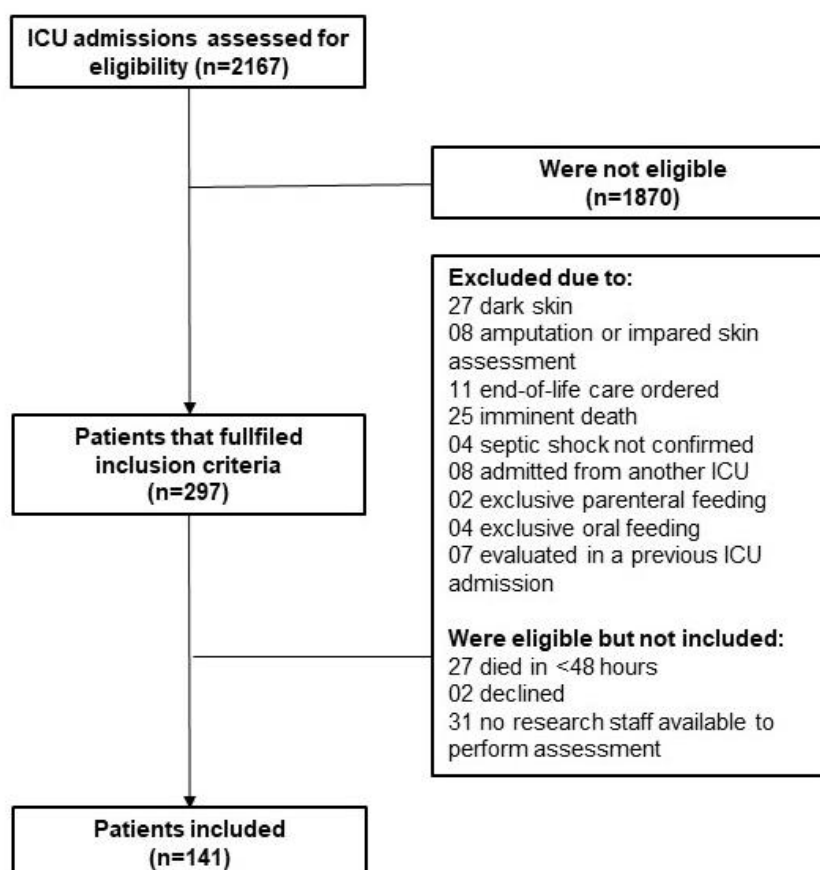 ICU admissions assessed for
eligibility (n=2167)
Were not eligible
(n=1870)
Excluded due to:
27 dark skin
08 amputation or impared skin
assessment
11 end-of-life care ordered
25 imminent death
04 septic shock not confirmed
08 admitted from another ICU
02 exclusive parenteral feeding
04 exclusive oral feeding
07 evaluated in a previous ICU
admission
Were eligible but not included:
27 died in <48 hours
02 declined
31 no research staff available to
perform assessment
Patients that fullfiled
inclusion criteria
(n=297)
Patients included
(n=141)